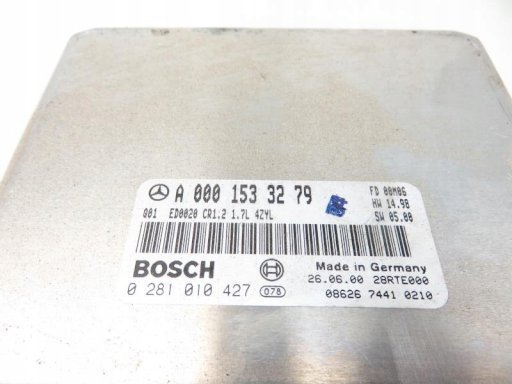 A 000 153 32 79
FD 00M06
HW 14.98
SW 05.00
001 ED0020 CR1.2 1.7L 4ZYL
BOSCH
Made in Germany
0 281 010 427 078
26.06.00 28RTE000
08626 7441 0210